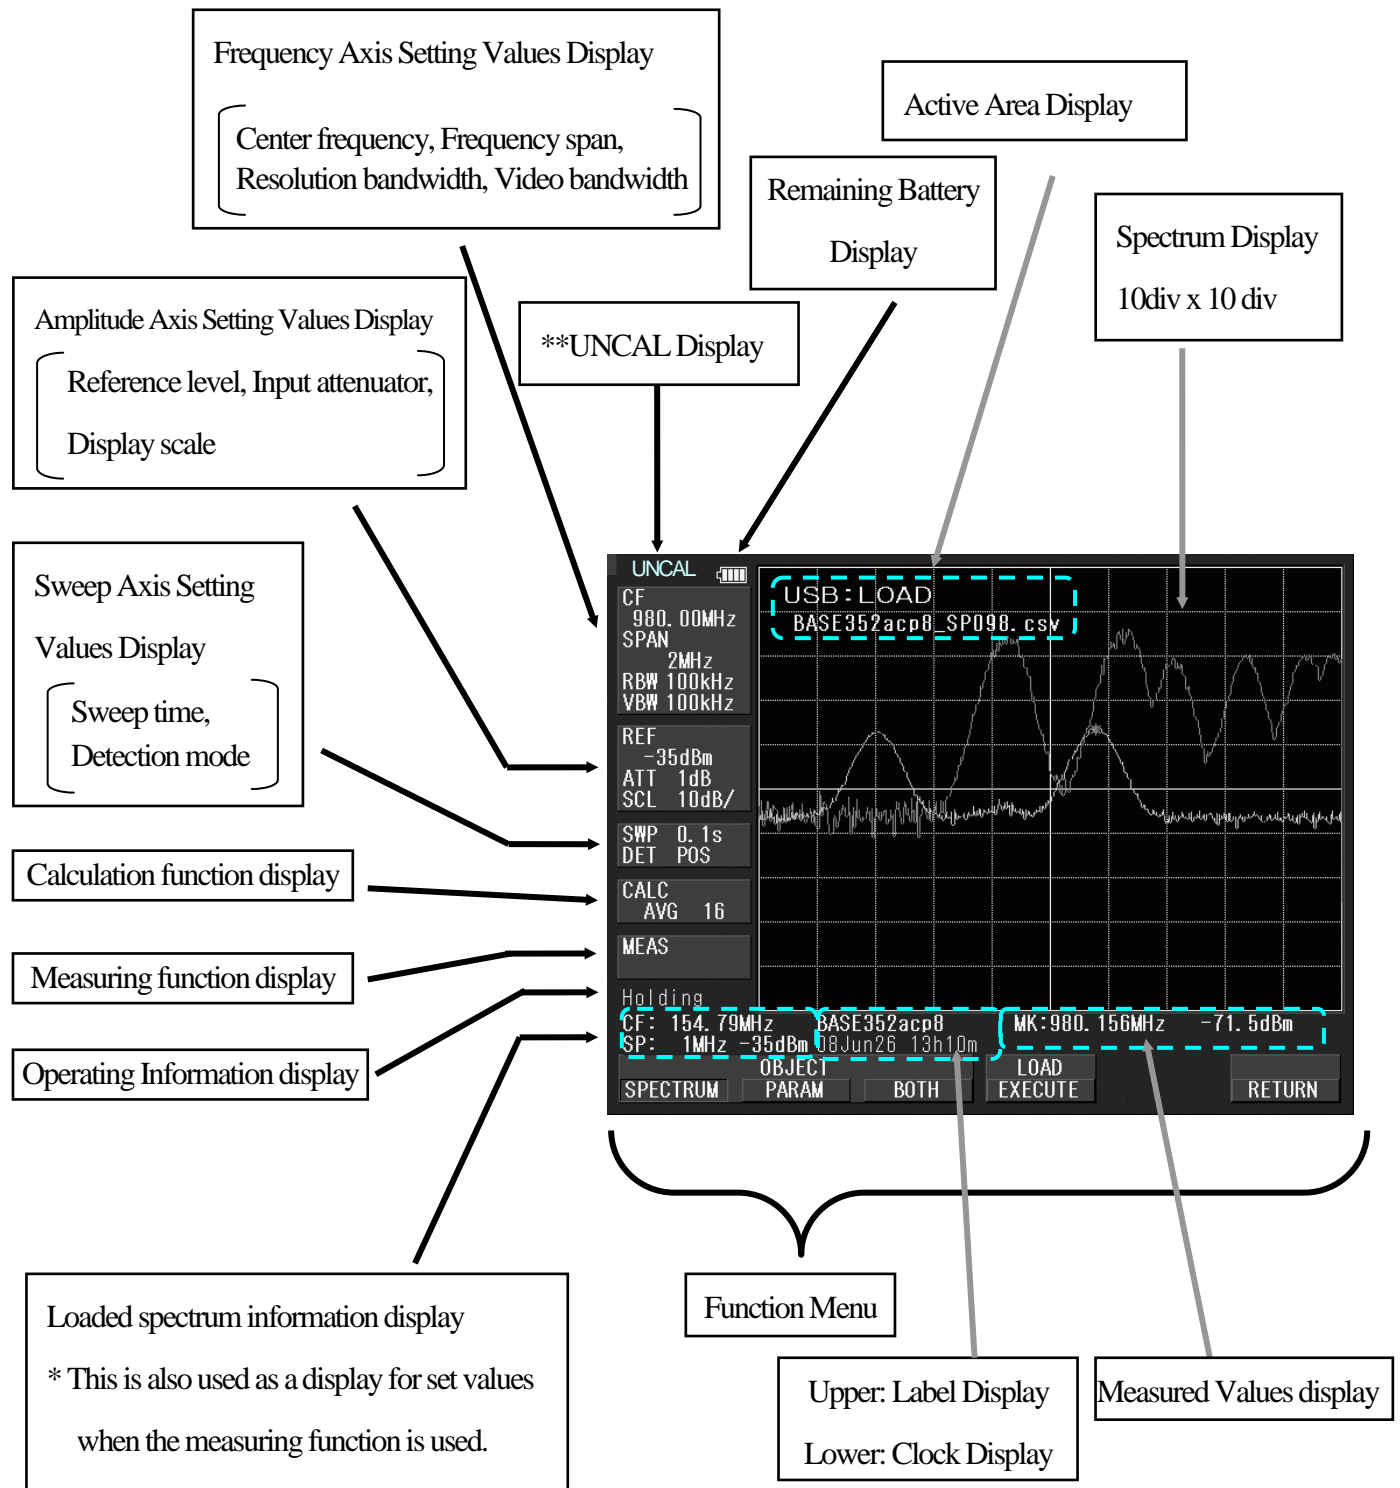 Frequency Axis Setting Values Display
Center frequency, Frequency span,
Resolution bandwidth, Video bandwidth
Active Area Display
Remaining Battery
Display
Spectrum Display
10div x 10 div
Amplitude Axis Setting Values Display
Reference level, Input attenuator,
Display scale
**UNCAL Display
Sweep Axis Setting
Values Display
Sweep time,
Detection mode
Calculation function display
Measuring function display
Operating Information display
UNCAL
CF
980.00MHz
SPAN
2MHz
RBW 100kHz
VBW 100kHz
REF
-35dBm
ATT 1dB
SCL 10dB/
SWP 0.1s
DET POS
CALC
AVG 16
MEAS
Holding
USB:LOAD
BASE352acp8_SP098.csv
CF: 154.79MHz BASE352acp8 MK:980.156MHz -71.5dBm
SP: 1MHz -35dBm 08Jun26 13h10m
OBJECT LOAD
SPECTRUM PARAM BOTH EXECUTE RETURN
Loaded spectrum information display
* This is also used as a display for set values
when the measuring function is used.
Function Menu
Upper: Label Display
Lower: Clock Display
Measured Values display